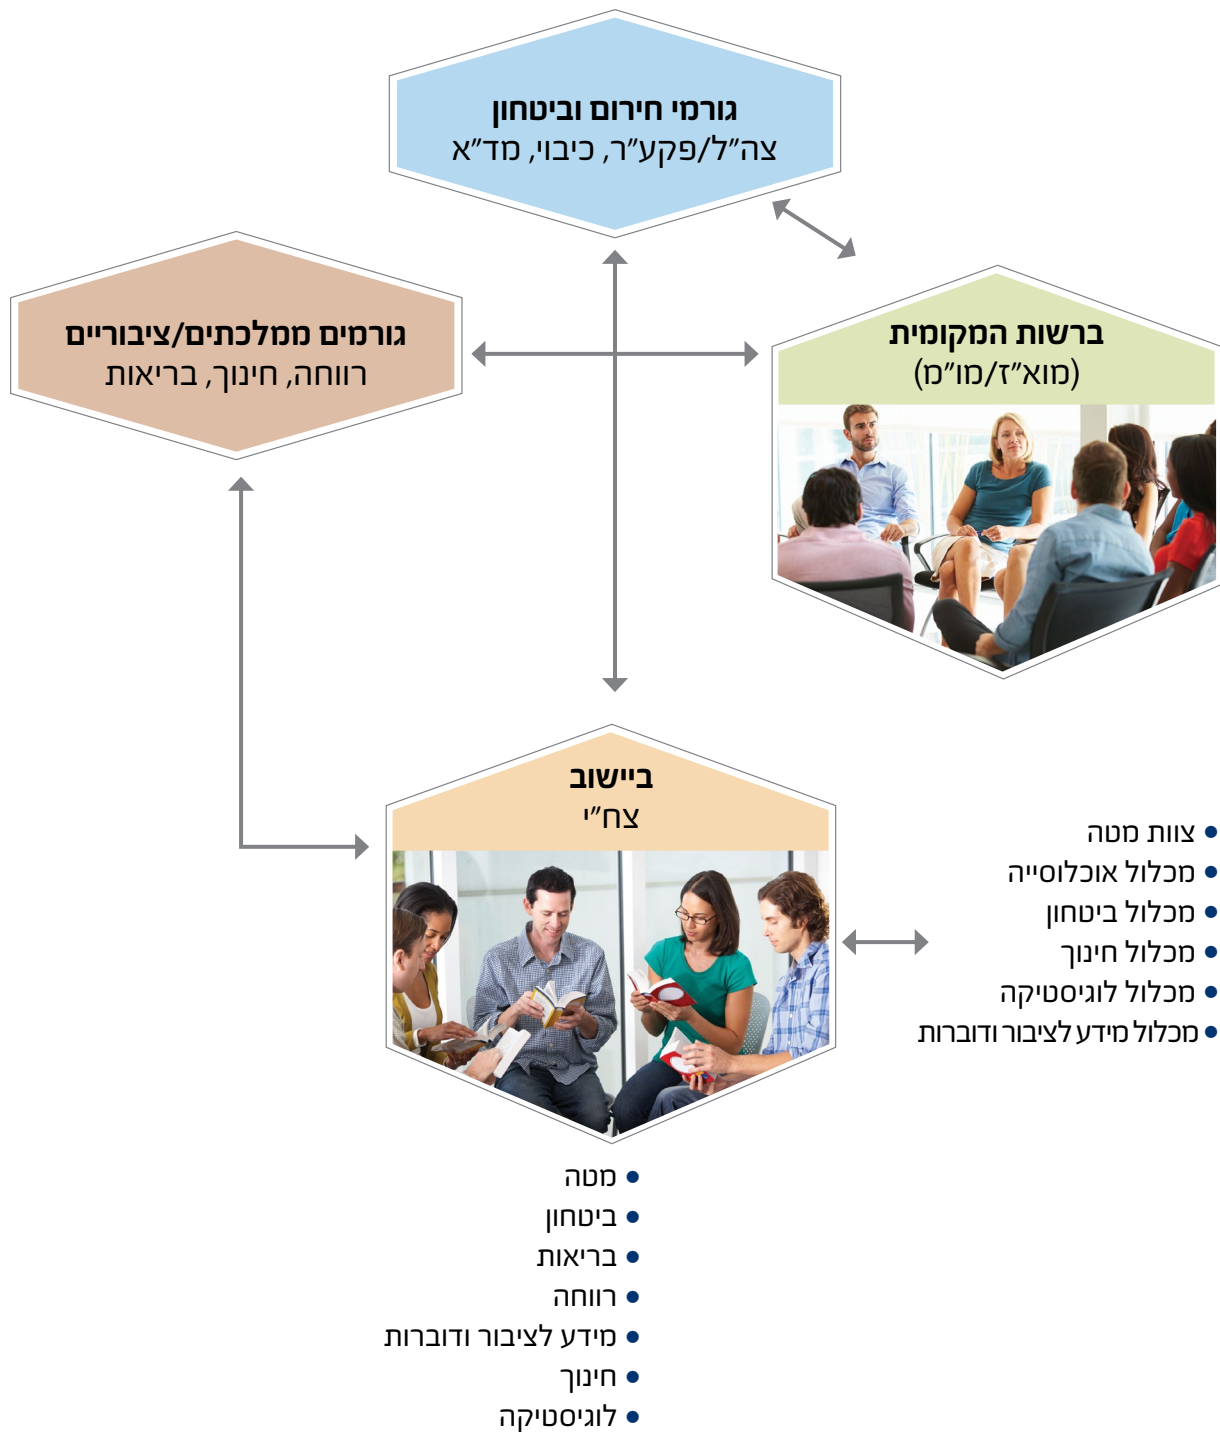 גורמי חירום וביטחון
צה״ל/פקע״ר, כיבוי, מד״א
ברשות המקומית
(מוא״ז/מו״מ)
גורמים ממלכתים/ציבוריים
רווחה, חינוך, בריאות
ביישוב
צח״י
• צוות מטה
• מכלול אוכלוסייה
• מכלול ביטחון
• מכלול חינוך
• מכלול לוגיסטיקה
• מכלול מידע לציבור ודוברות
• מטה
• ביטחון
• בריאות
• רווחה
• מידע לציבור ודוברות
• חינוך
• לוגיסטיקה